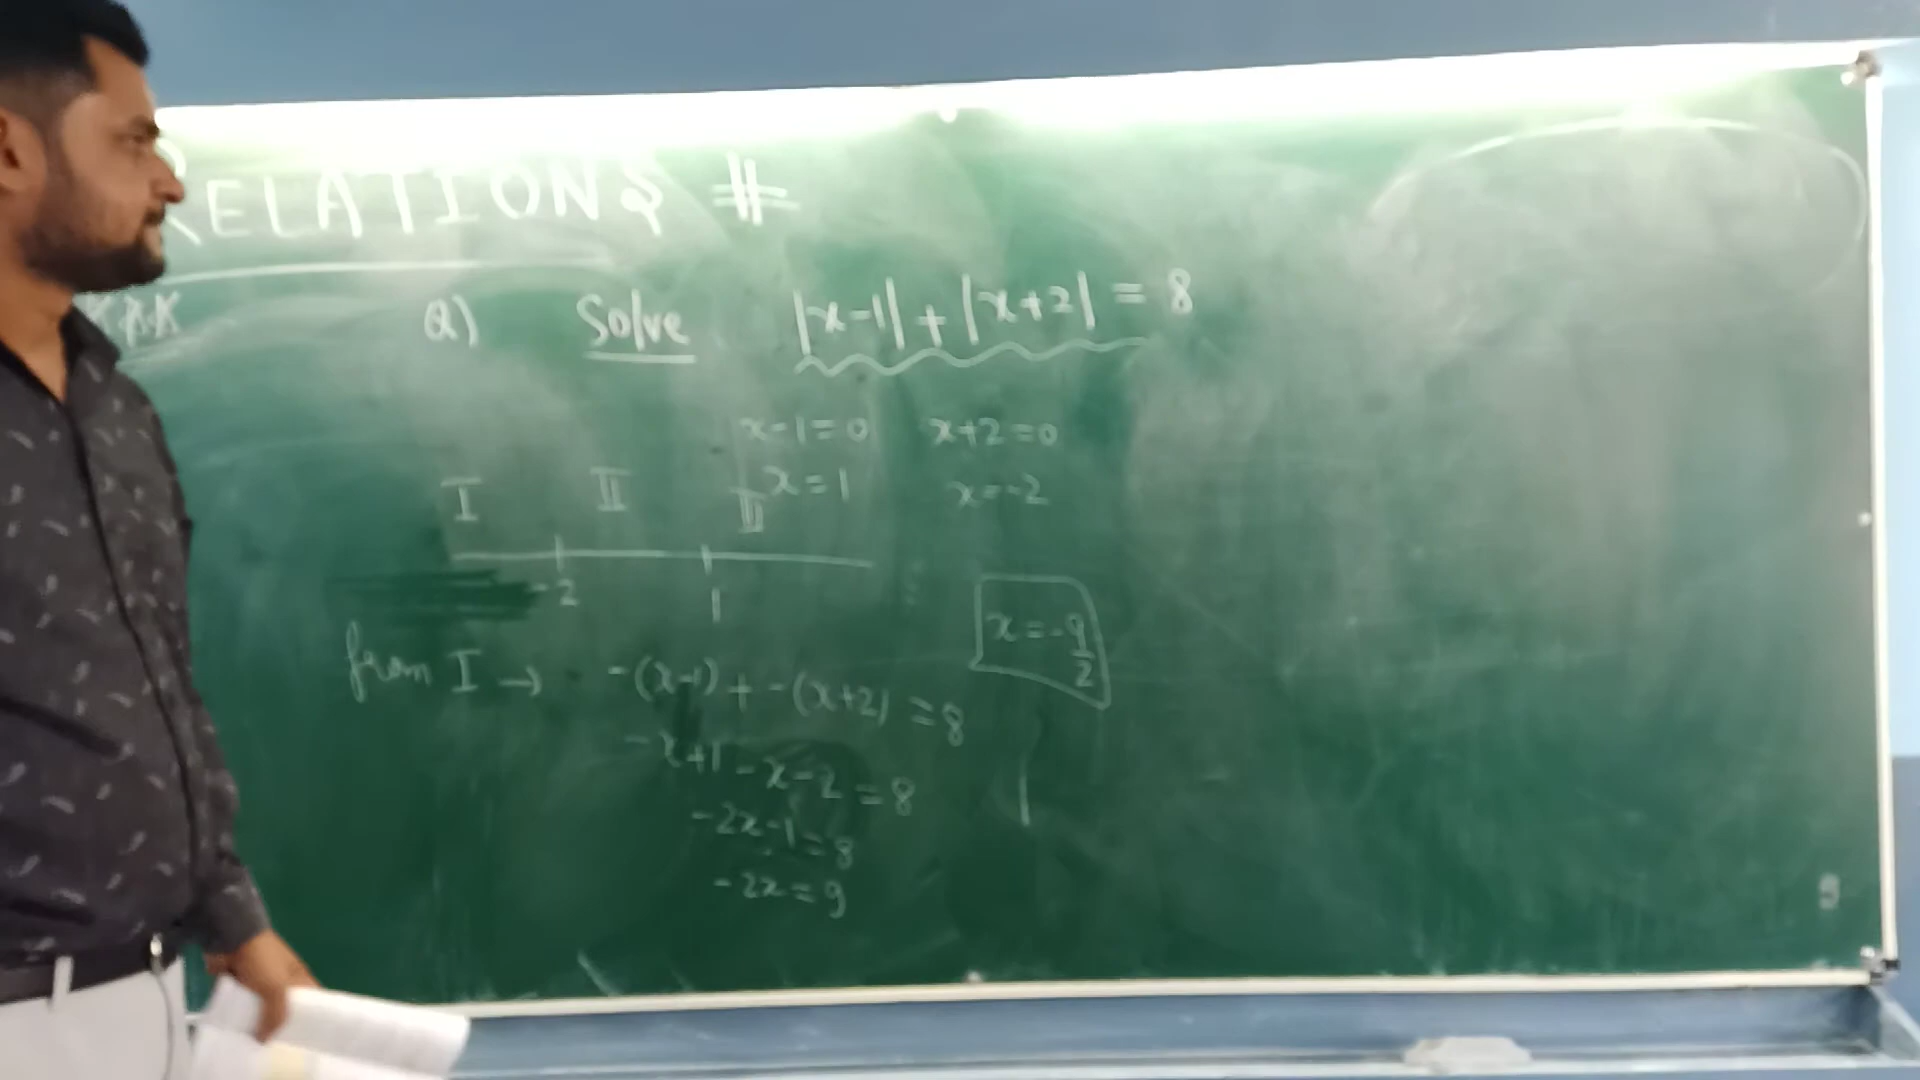 RELATIONS #
Q) Solve |x-1| + |x+2| = 8
x-1=0 x+2=0
x=1 x=-2
I II III
-2 1
x=-9/2
from I → -(x-1) + -(x+2) = 8
-x+1-x-2=8
-2x-1=8
-2x=9